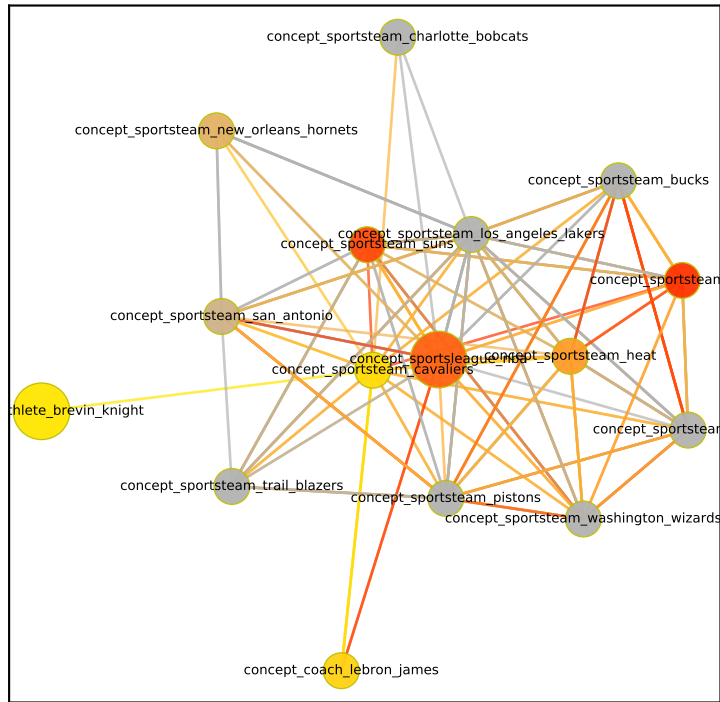 concept_sportsteam_charlotte_bobcats
concept_sportsteam_new_orleans_hornets
concept_sportsteam_bucks
concept_sportsteam_los_angeles_lakers
concept_sportsteam_suns
concept_sportsteam
concept_sportsteam_san_antonio
concept_sportsleague_nba
concept_sportsteam_heat
concept_sportsteam_cavaliers
thlete_brevin_knight
concept_sportsteam
concept_sportsteam_trail_blazers
concept_sportsteam_pistons
concept_sportsteam_washington_wizards
concept_coach_lebron_james